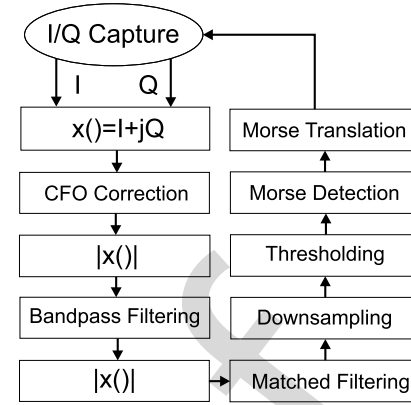 I/Q Capture
I
Q
x()=I+jQ
CFO Correction
|x()|
Bandpass Filtering
|x()|
Matched Filtering
Downsampling
Thresholding
Morse Detection
Morse Translation